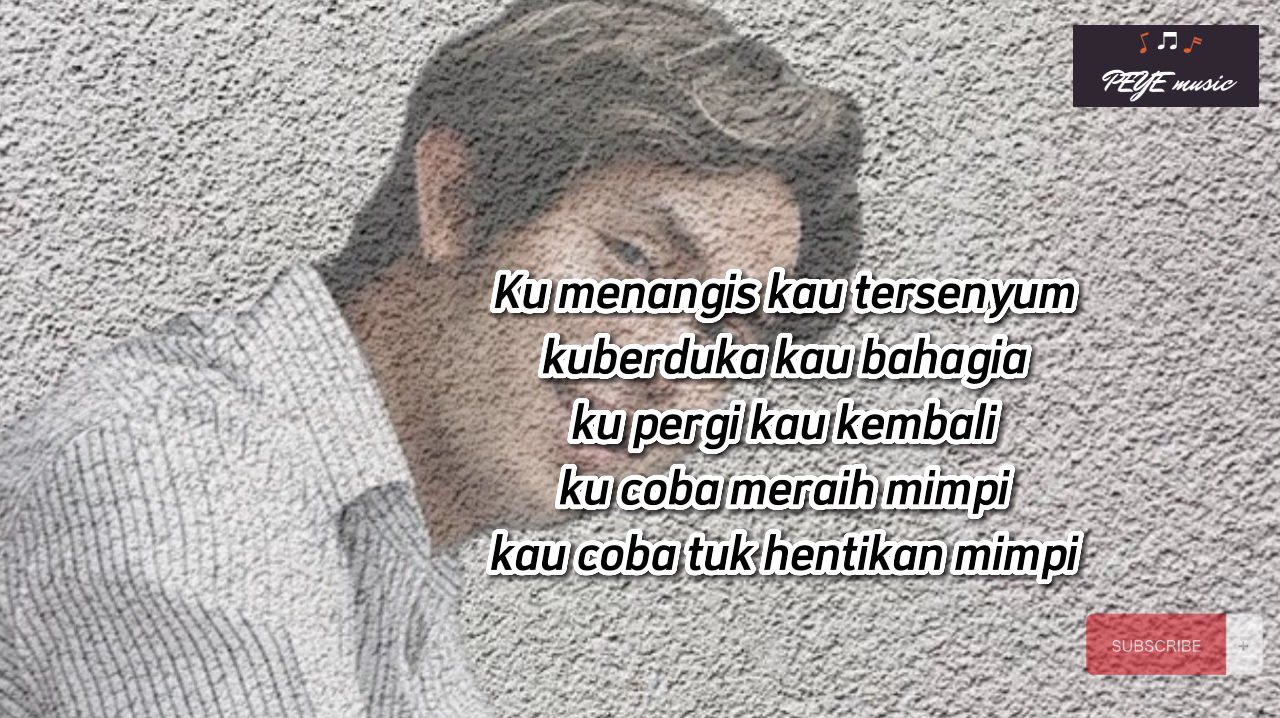 PEYE music
Ku menangis kau tersenyum
kuberduka kau bahagia
ku pergi kau kembali
ku coba meraih mimpi
kau coba tuk hentikan mimpi
SUBSCRIBE +